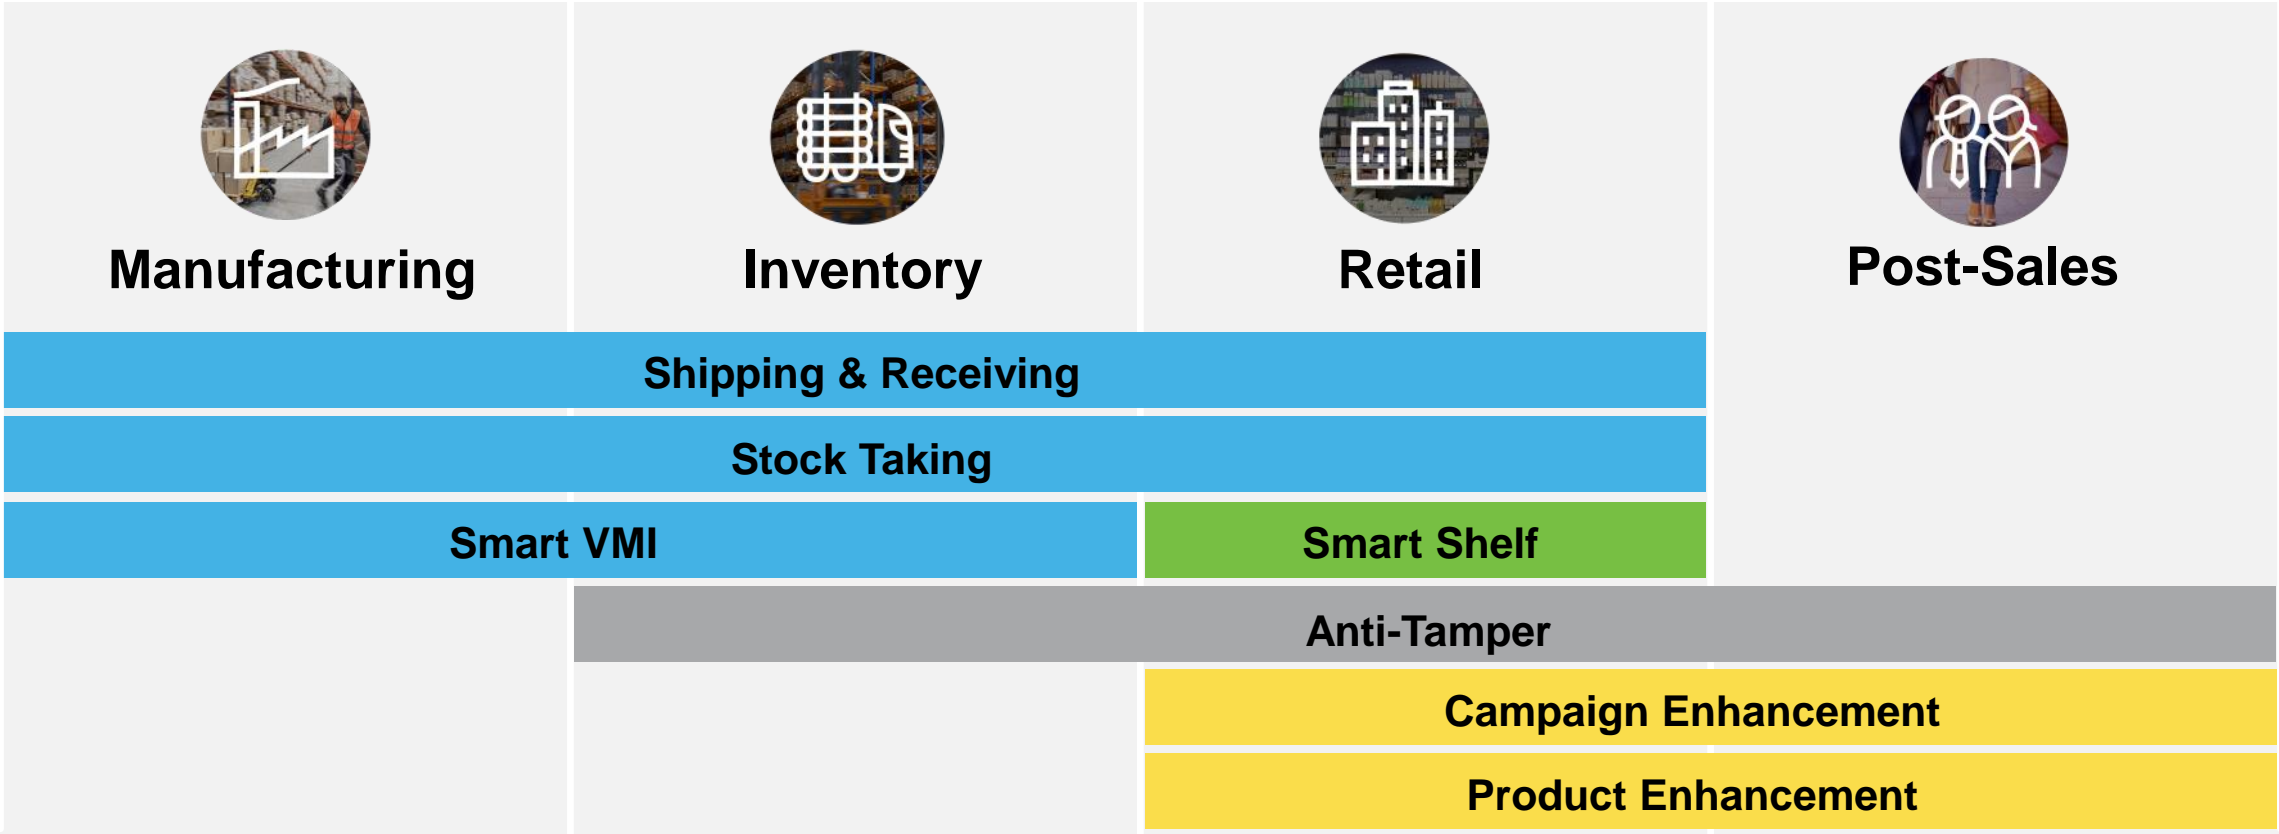 Manufacturing
Inventory
Retail
Post-Sales
Shipping & Receiving
Stock Taking
Smart VMI
Smart Shelf
Anti-Tamper
Campaign Enhancement
Product Enhancement